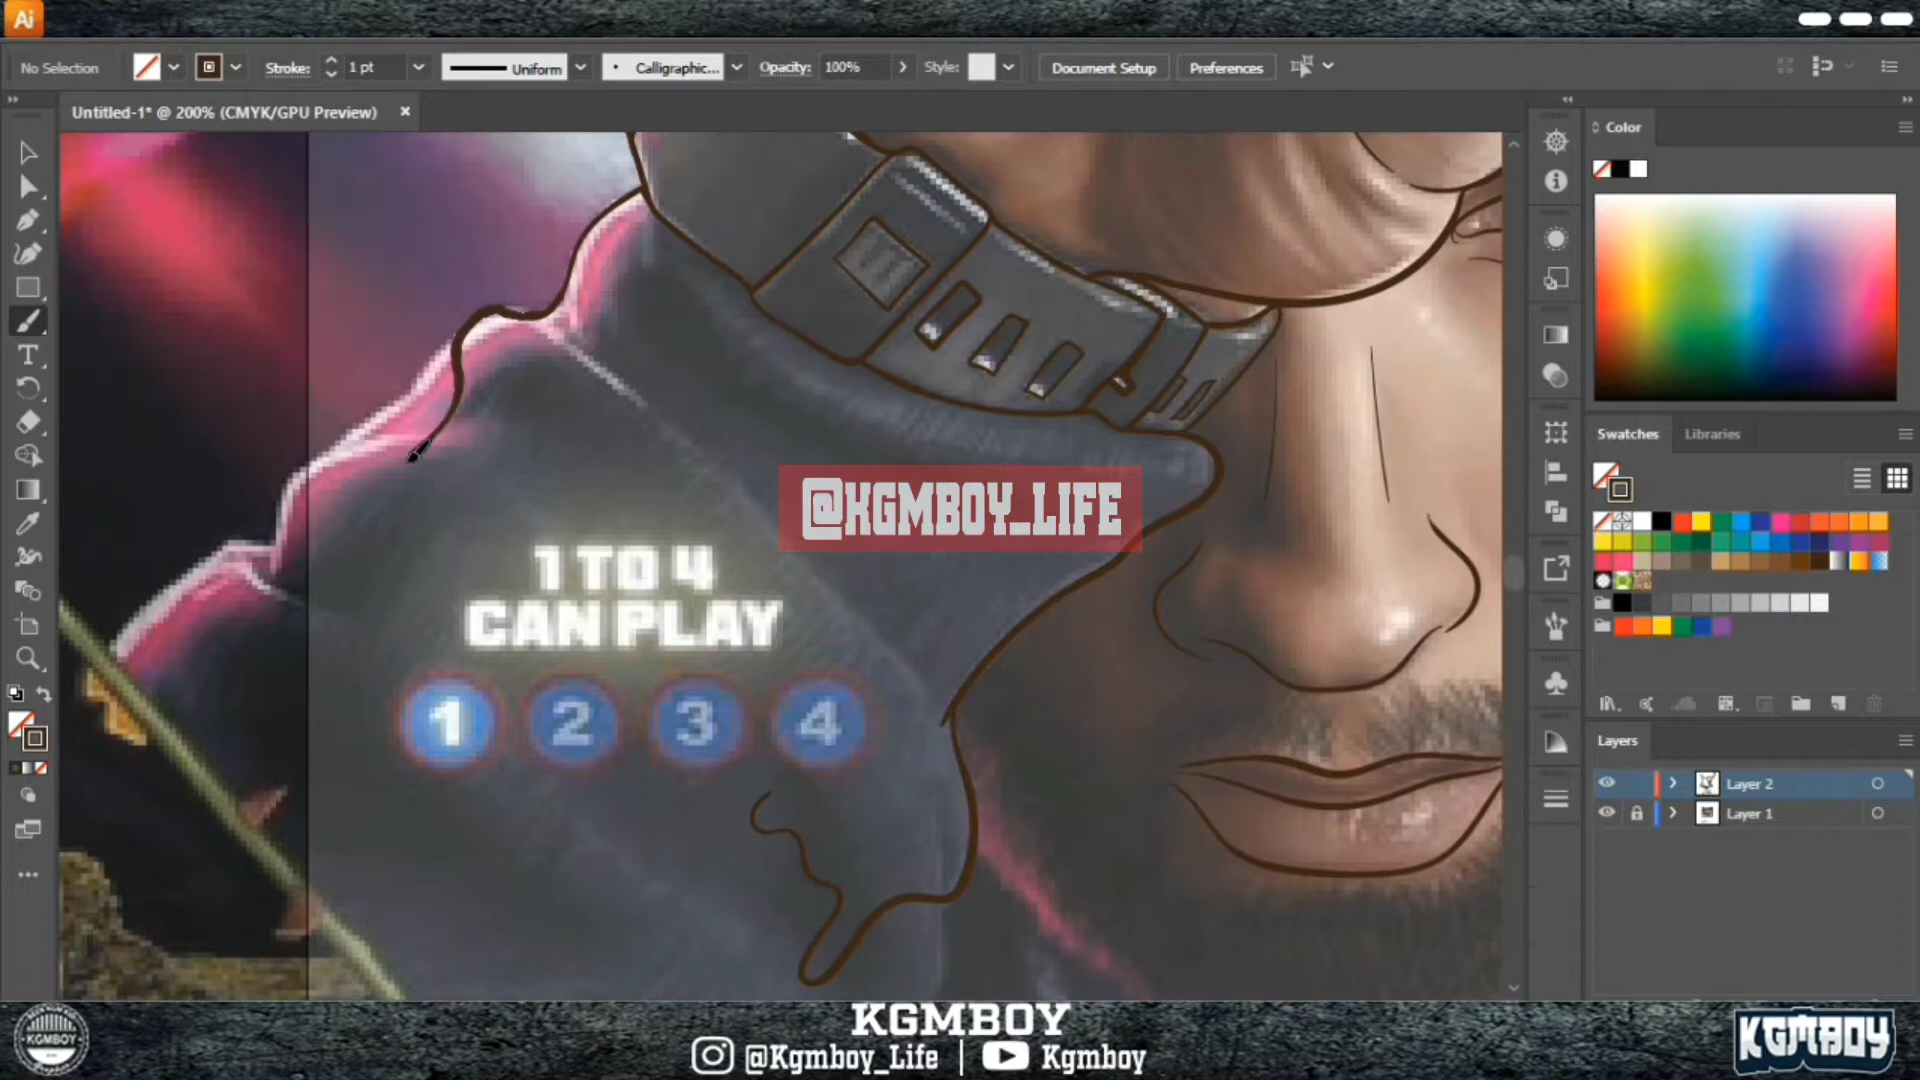 Ai
No Selection
Stroke: 1 pt
Uniform
Calligraphic...
Opacity: 100%
Style:
Document Setup
Preferences
Untitled-1* @ 200% (CMYK/GPU Preview) ×
Color
@KGMBOY_LIFE
1 TO 4
CAN PLAY
1 2 3 4
Swatches
Libraries
Layers
Layer 2
Layer 1
KGMBOY
@Kgmboy_Life | Kgmboy
KGMBOY
KGMBOY